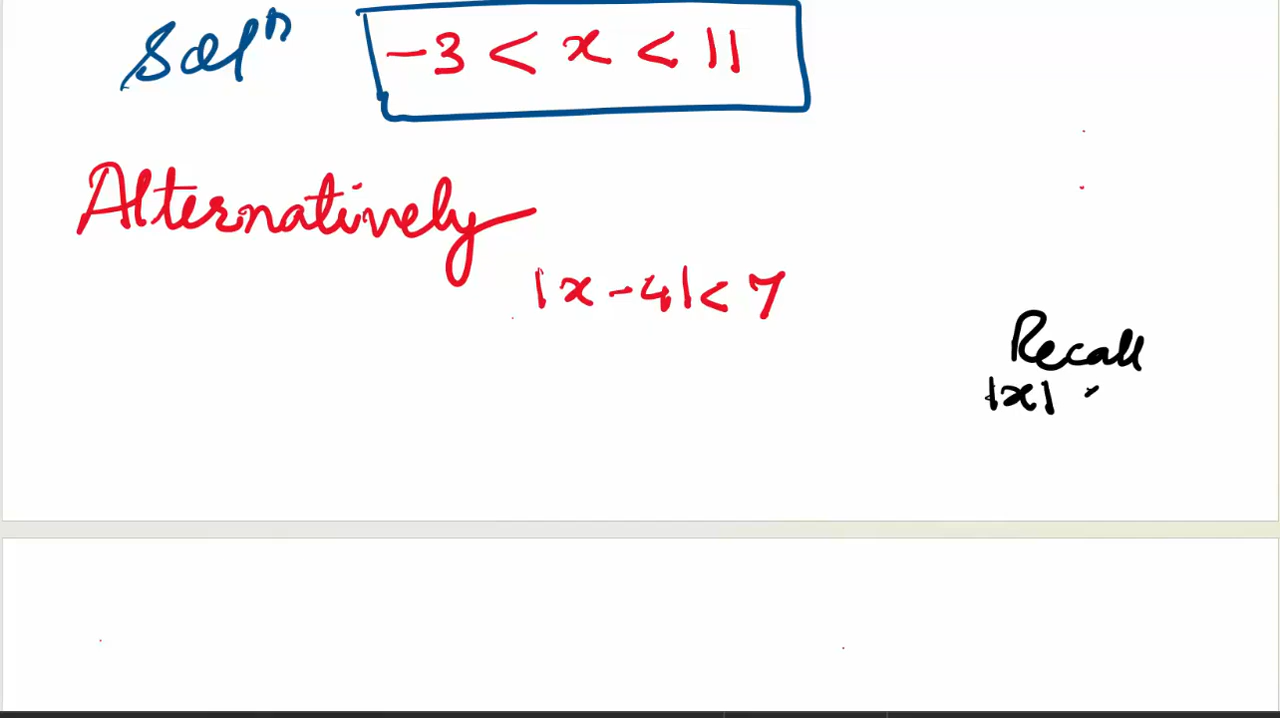 Solⁿ -3 < x < 11
Alternatively
|x-4| < 7
Recall
|x|